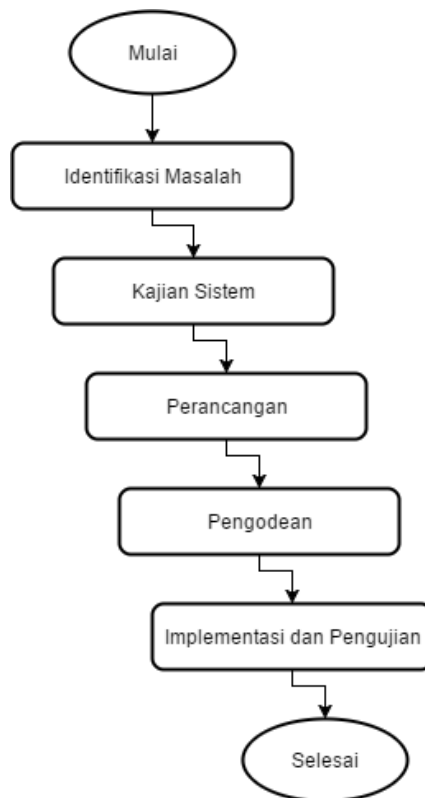 Mulai
Identifikasi Masalah
Kajian Sistem
Perancangan
Pengodean
Implementasi dan Pengujian
Selesai